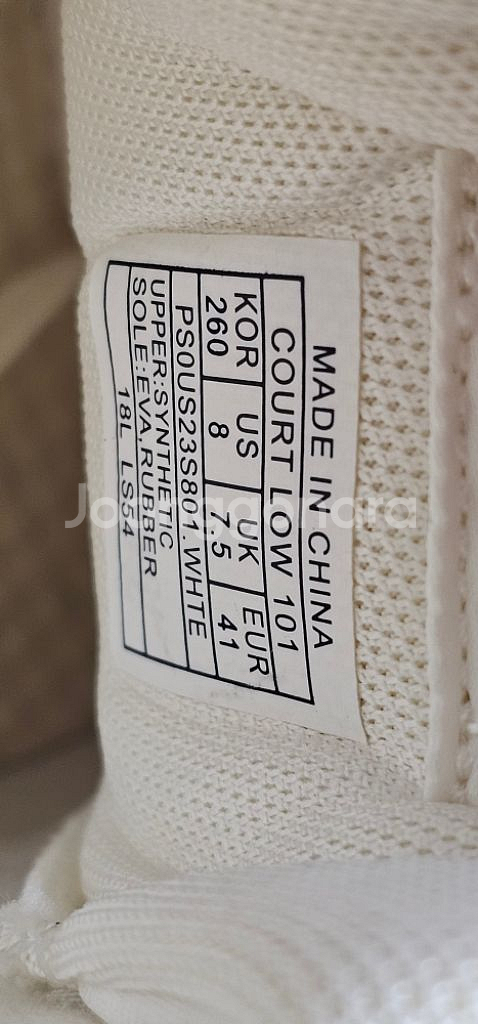 MADE IN CHINA
COURT LOW 101
KOR US UK EUR
260 8 7.5 41
PS0US23S801.WHTE
UPPER:SYNTHETIC
SOLE:EVA,RUBBER
18L LS54
Joonggonara